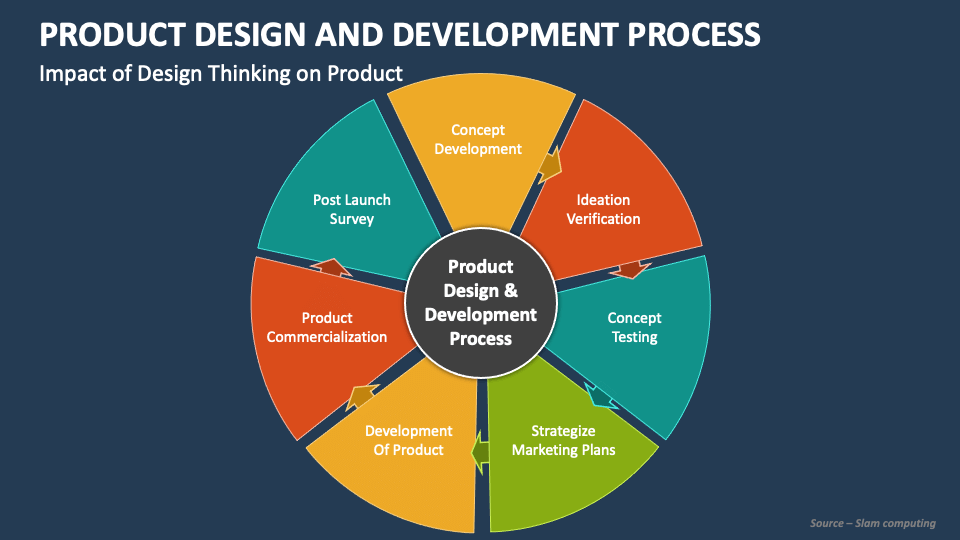 PRODUCT DESIGN AND DEVELOPMENT PROCESS
Impact of Design Thinking on Product
Concept
Development
Ideation
Verification
Concept
Testing
Strategize
Marketing Plans
Development
Of Product
Product
Commercialization
Post Launch
Survey
Product
Design &
Development
Process
Source – Slam computing